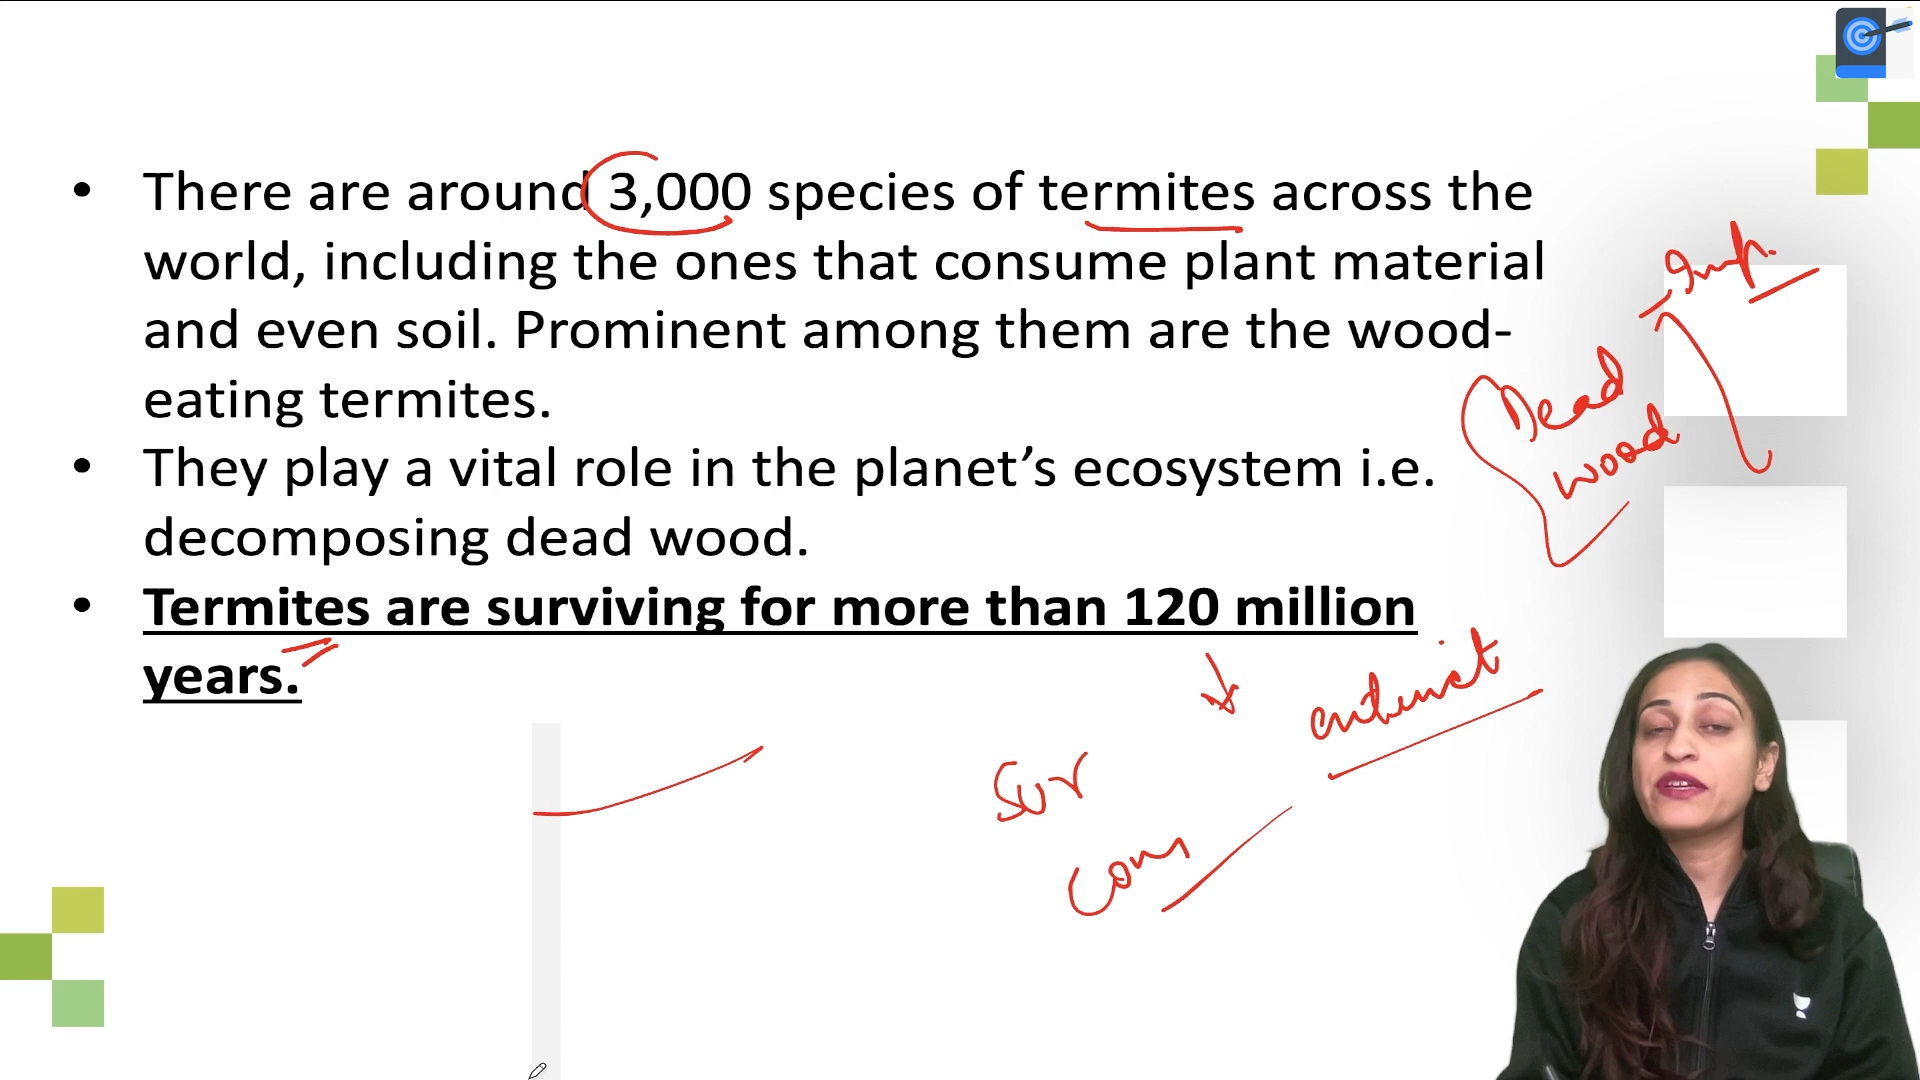 • There are around 3,000 species of termites across the
world, including the ones that consume plant material
and even soil. Prominent among them are the wood-
eating termites.
• They play a vital role in the planet’s ecosystem i.e.
decomposing dead wood.
• Termites are surviving for more than 120 million
years.
Imp.
Dead
wood
extinct
Sur
Com